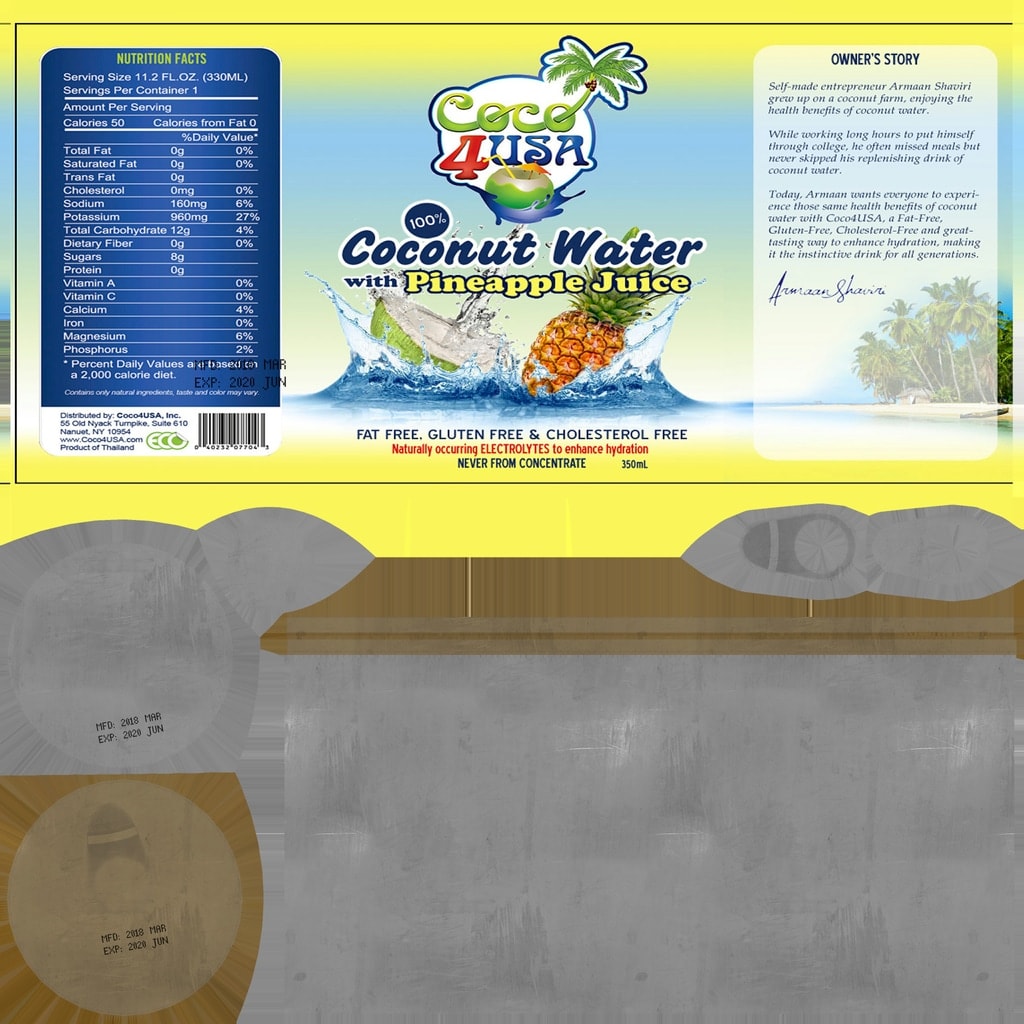 NUTRITION FACTS
Serving Size 11.2 FL.OZ. (330ML)
Servings Per Container 1
Amount Per Serving
Calories 50 Calories from Fat 0
%Daily Value*
Total Fat 0g 0%
Saturated Fat 0g 0%
Trans Fat 0g
Cholesterol 0mg 0%
Sodium 160mg 6%
Potassium 960mg 27%
Total Carbohydrate 12g 4%
Dietary Fiber 0g 0%
Sugars 8g
Protein 0g
Vitamin A 0%
Vitamin C 0%
Calcium 4%
Iron 0%
Magnesium 6%
Phosphorus 2%
* Percent Daily Values are based on
a 2,000 calorie diet.
MFD: 2018 MAR
EXP: 2020 JUN
Contains only natural ingredients, taste and color may vary.
Distributed by: Coco4USA, Inc.
55 Old Nyack Turnpike, Suite 610
Nanuet, NY 10954
www.Coco4USA.com
Product of Thailand
ECO
0 40232 07704 3
Coco
4USA
100%
Coconut Water
with Pineapple Juice
FAT FREE, GLUTEN FREE & CHOLESTEROL FREE
Naturally occurring ELECTROLYTES to enhance hydration
NEVER FROM CONCENTRATE 350mL
OWNER'S STORY
Self-made entrepreneur Armaan Shaviri
grew up on a coconut farm, enjoying the
health benefits of coconut water.
While working long hours to put himself
through college, he often missed meals but
never skipped his replenishing drink of
coconut water.
Today, Armaan wants everyone to experi-
ence those same health benefits of coconut
water with Coco4USA, a Fat-Free,
Gluten-Free, Cholesterol-Free and great-
tasting way to enhance hydration, making
it the instinctive drink for all generations.
Armaan Shaviri
MFD: 2018 MAR
EXP: 2020 JUN
MFD: 2018 MAR
EXP: 2020 JUN